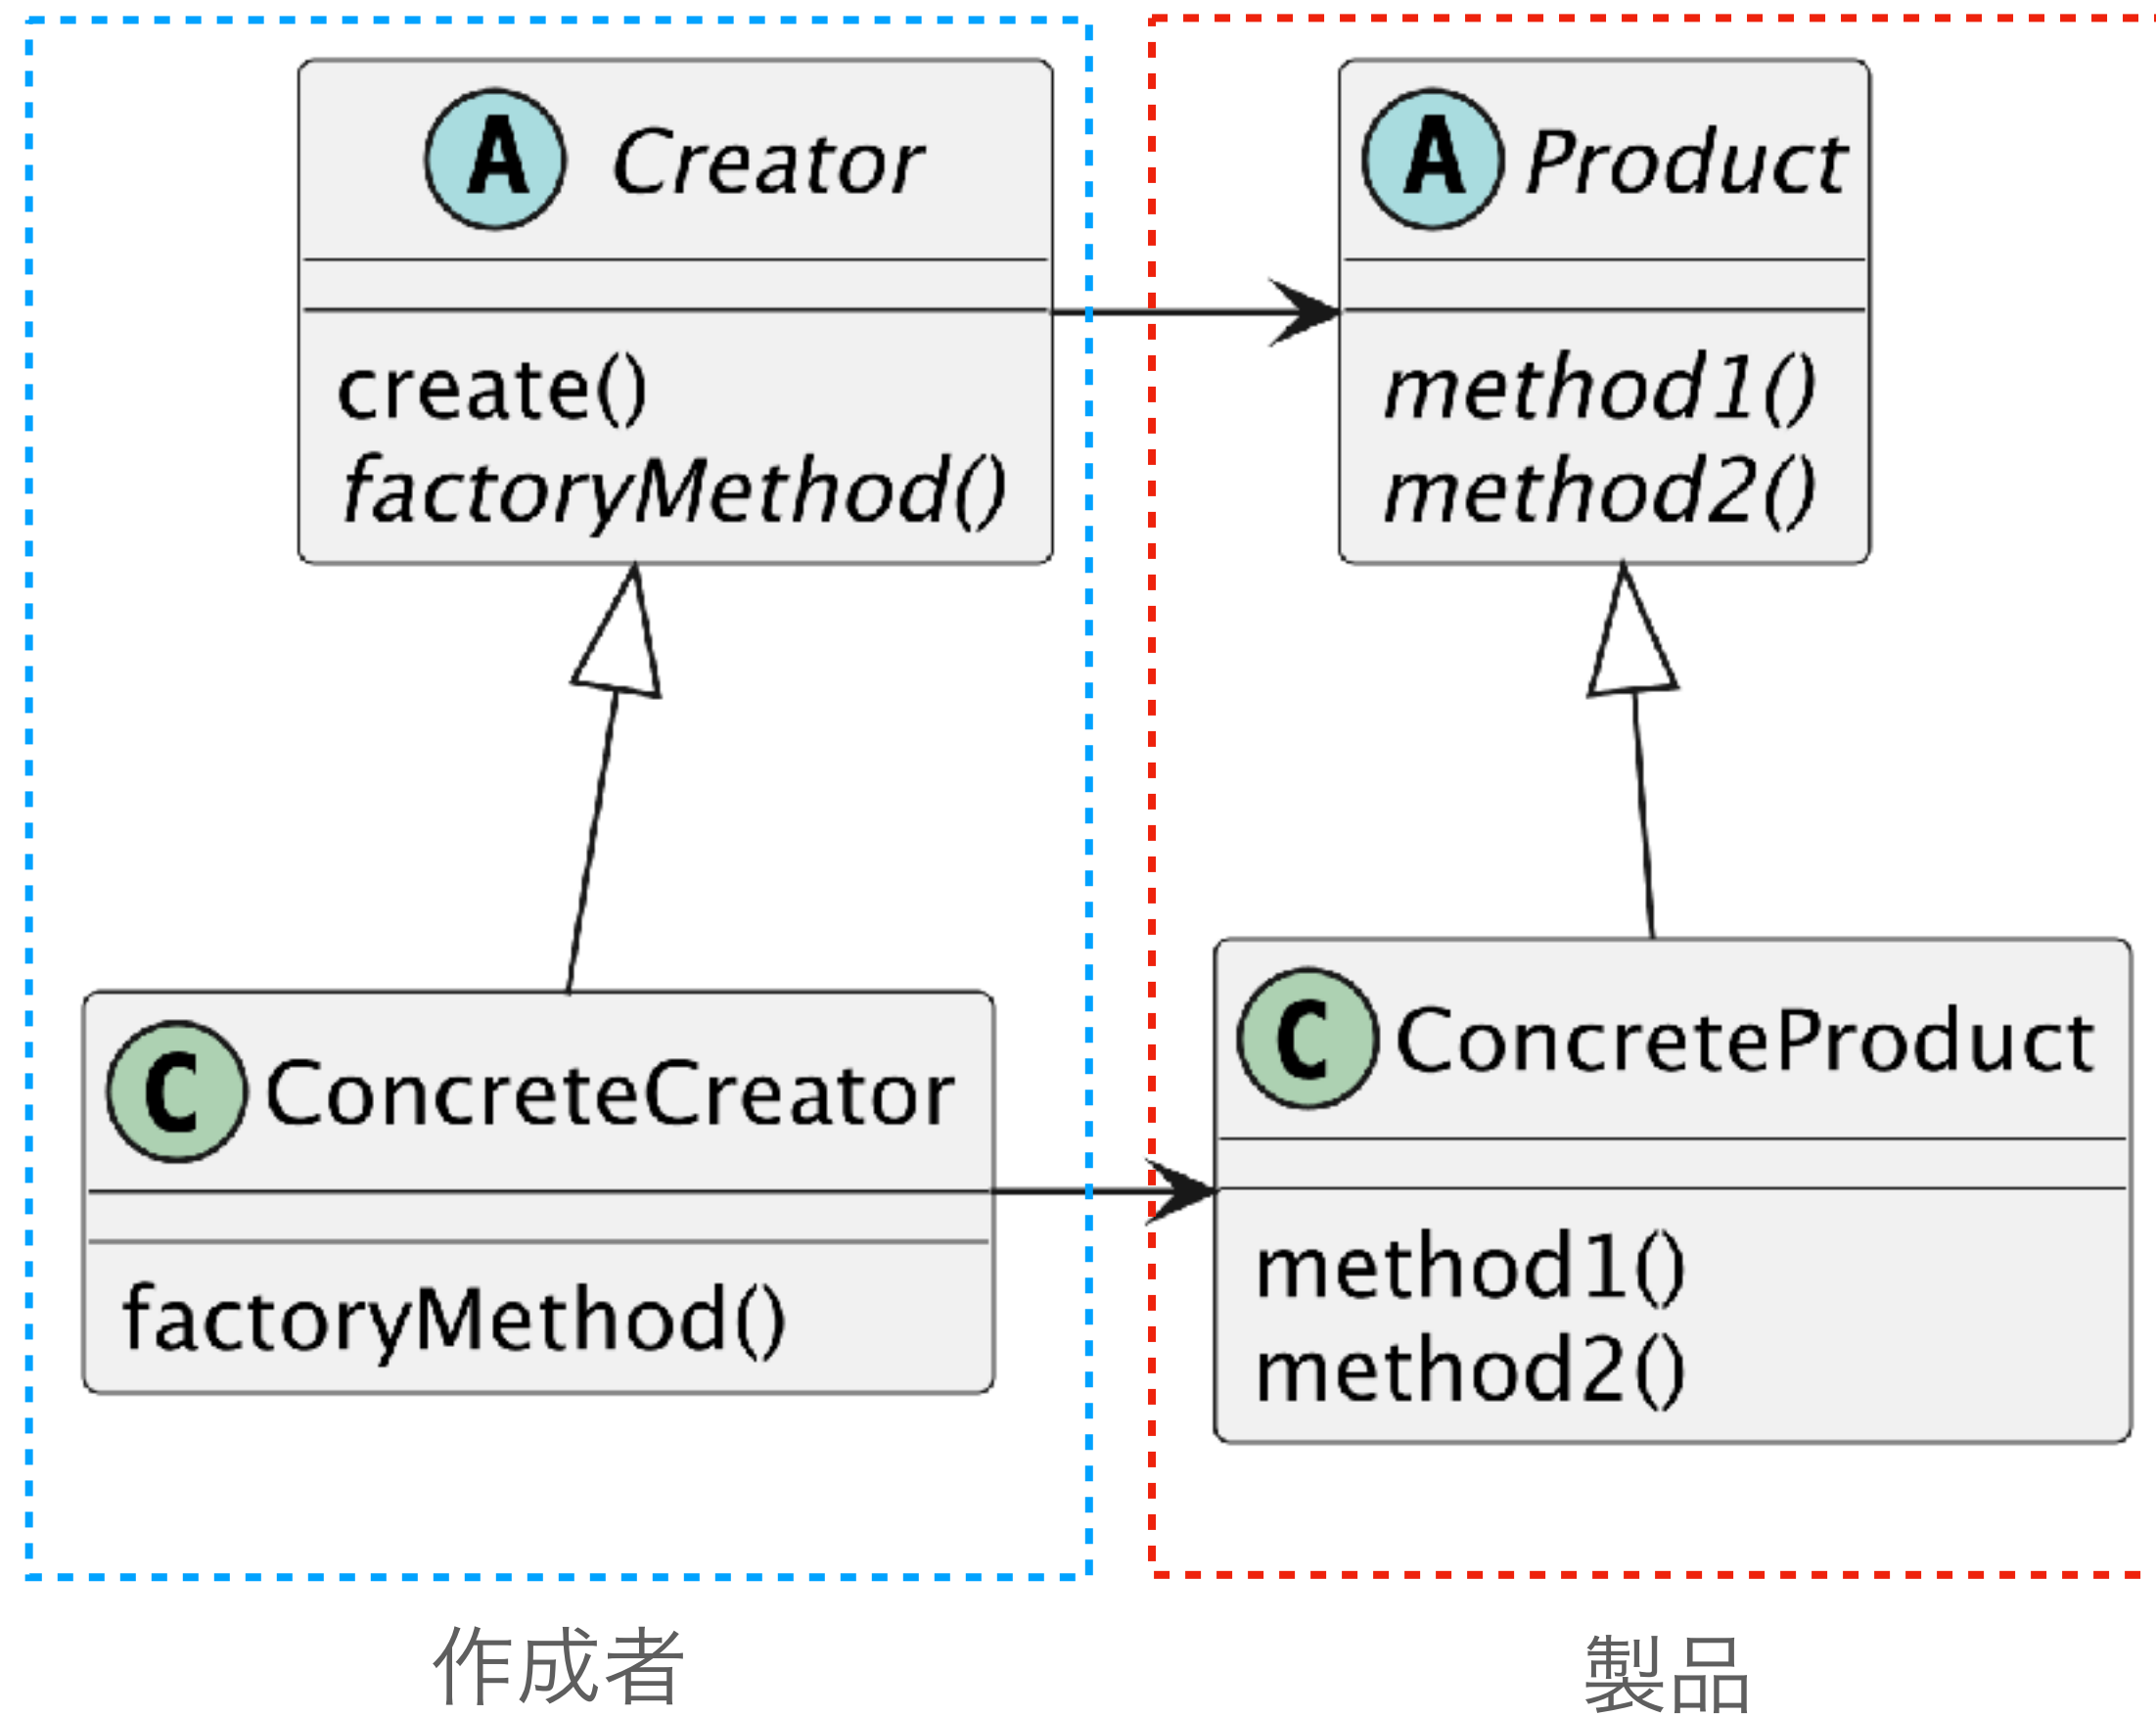 A Creator
create()
factoryMethod()
A Product
method1()
method2()
C ConcreteCreator
factoryMethod()
C ConcreteProduct
method1()
method2()
作成者
製品